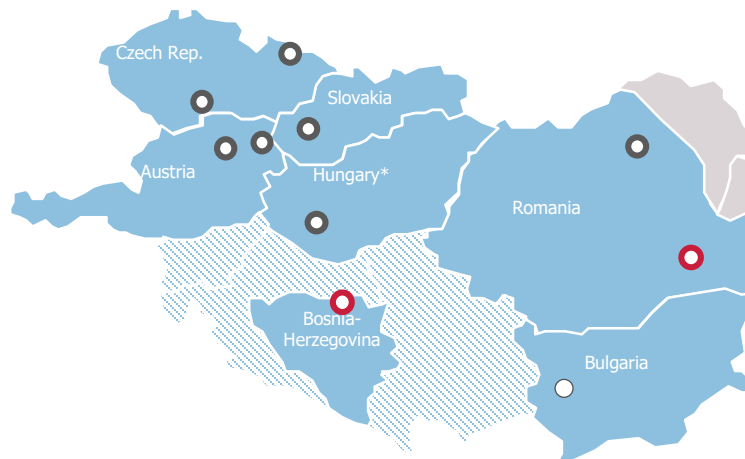 Czech Rep.
Slovakia
Austria
Hungary*
Romania
Bosnia-
Herzegovina
Bulgaria